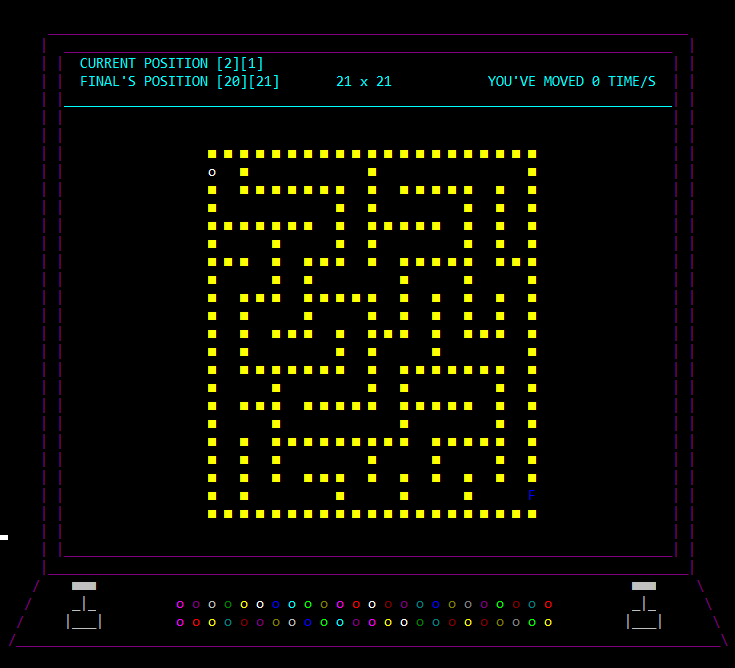 CURRENT POSITION [2][1]
FINAL'S POSITION [20][21] 21 x 21 YOU'VE MOVED 0 TIME/S
o
F
o o o o o o o o o o o o o o o o o o o o o o o o
o o o o o o o o o o o o o o o o o o o o o o o o